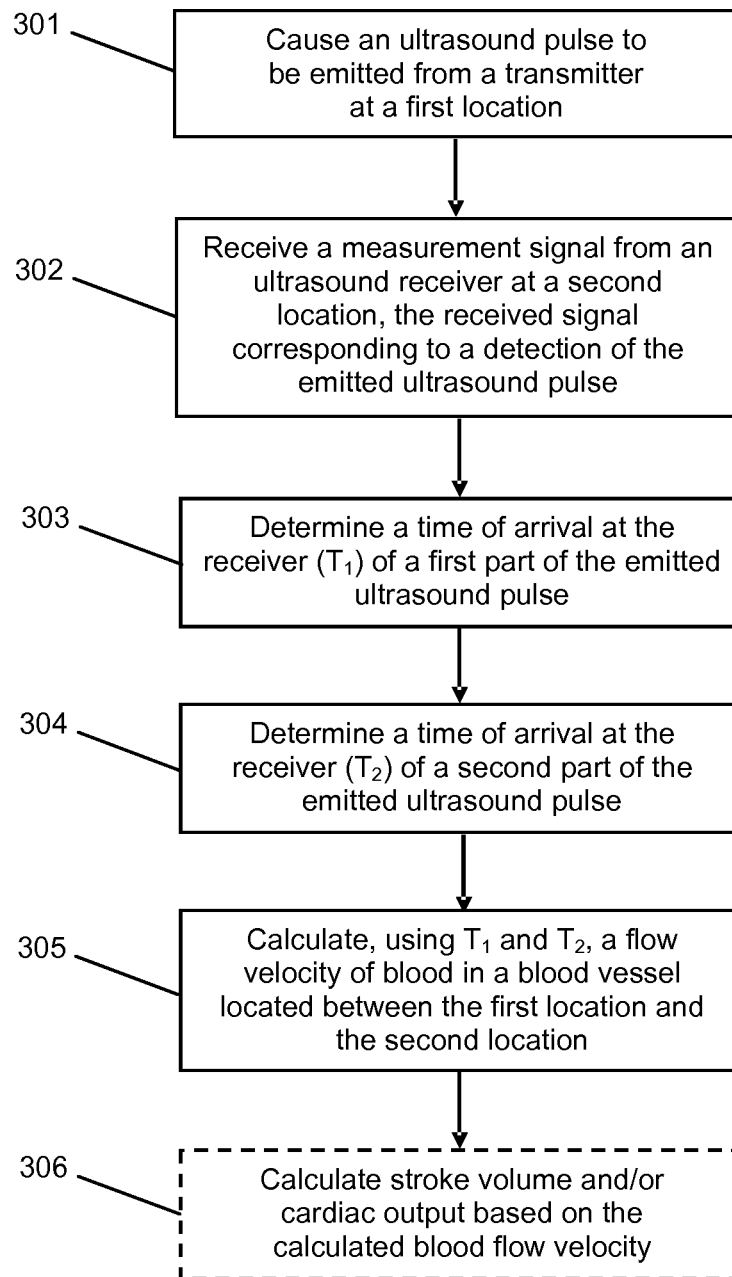 301
Cause an ultrasound pulse to
be emitted from a transmitter
at a first location
302
Receive a measurement signal from an
ultrasound receiver at a second
location, the received signal
corresponding to a detection of the
emitted ultrasound pulse
303
Determine a time of arrival at the
receiver (T₁) of a first part of the emitted
ultrasound pulse
304
Determine a time of arrival at the
receiver (T₂) of a second part of the
emitted ultrasound pulse
305
Calculate, using T₁ and T₂, a flow
velocity of blood in a blood vessel
located between the first location and
the second location
306
Calculate stroke volume and/or
cardiac output based on the
calculated blood flow velocity